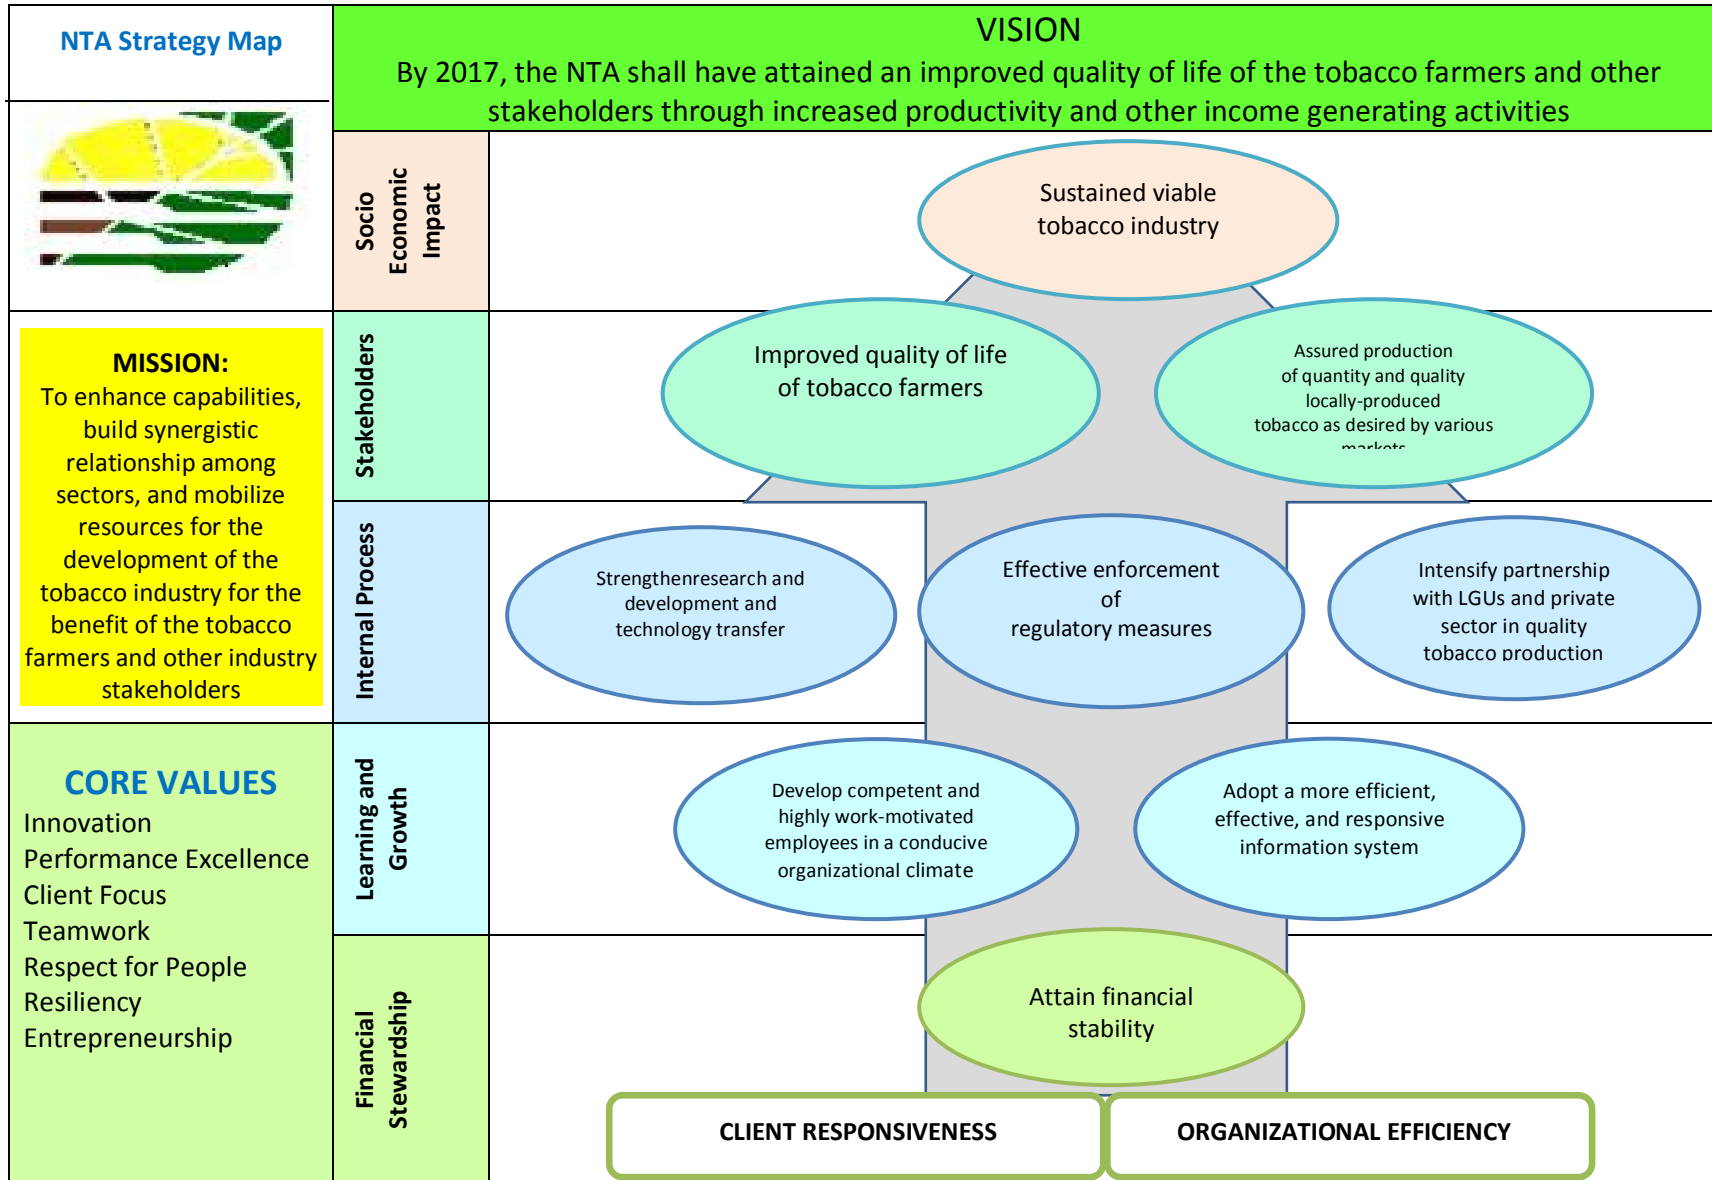 NTA Strategy Map
VISION
By 2017, the NTA shall have attained an improved quality of life of the tobacco farmers and other
stakeholders through increased productivity and other income generating activities
Socio
Economic
Impact
Sustained viable
tobacco industry
MISSION:
To enhance capabilities,
build synergistic
relationship among
sectors, and mobilize
resources for the
development of the
tobacco industry for the
benefit of the tobacco
farmers and other industry
stakeholders
Stakeholders
Improved quality of life
of tobacco farmers
Assured production
of quantity and quality
locally-produced
tobacco as desired by various
markets
Internal Process
Strengthenresearch and
development and
technology transfer
Effective enforcement
of
regulatory measures
Intensify partnership
with LGUs and private
sector in quality
tobacco production
CORE VALUES
Innovation
Performance Excellence
Client Focus
Teamwork
Respect for People
Resiliency
Entrepreneurship
Learning and
Growth
Develop competent and
highly work-motivated
employees in a conducive
organizational climate
Adopt a more efficient,
effective, and responsive
information system
Financial
Stewardship
Attain financial
stability
CLIENT RESPONSIVENESS
ORGANIZATIONAL EFFICIENCY